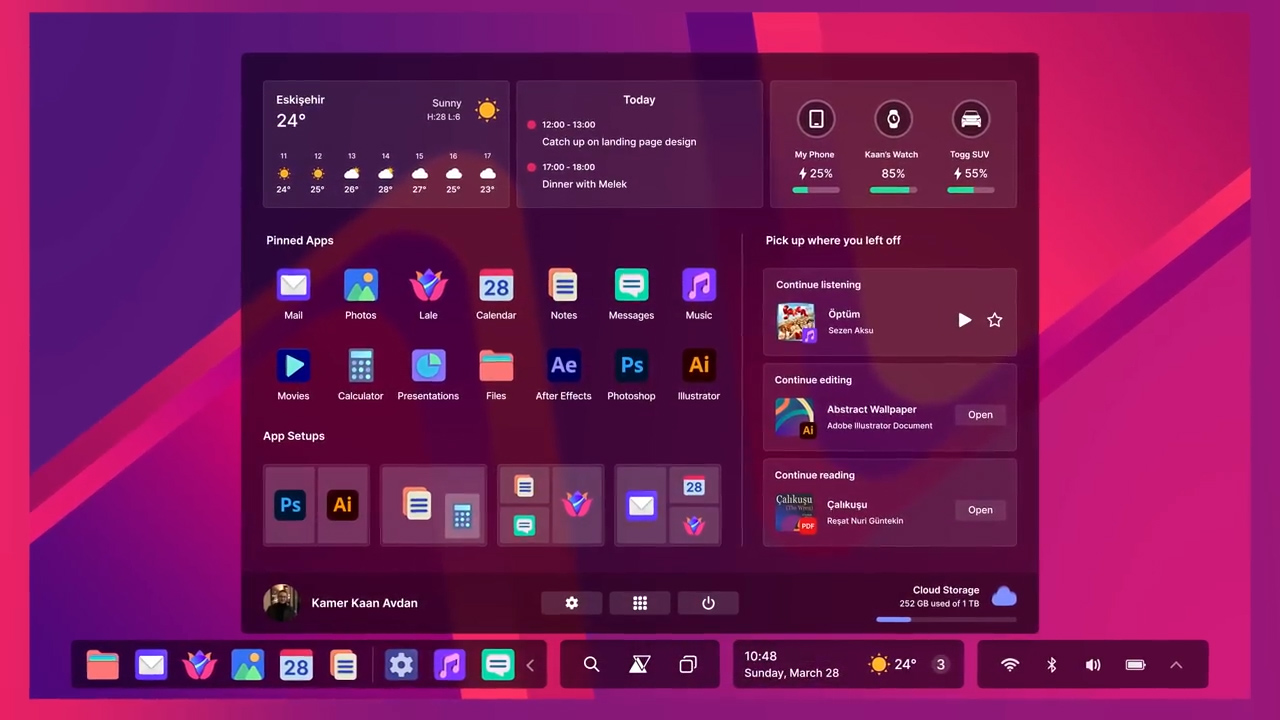 Eskişehir
24°
Sunny
H:28 L:6
11 12 13 14 15 16 17
24° 25° 26° 28° 27° 25° 23°
Today
12:00 - 13:00
Catch up on landing page design
17:00 - 18:00
Dinner with Melek
My Phone Kaan's Watch Togg SUV
25% 85% 55%
Pinned Apps
28
Mail Photos Lale Calendar Notes Messages Music
Ae Ps Ai
Movies Calculator Presentations Files After Effects Photoshop Illustrator
App Setups
Ps Ai
28
Pick up where you left off
Continue listening
Öptüm
Sezen Aksu
Continue editing
Abstract Wallpaper
Adobe Illustrator Document
Ai
Open
Continue reading
Çalıkuşu
PDF
Çalıkuşu
Reşat Nuri Güntekin
Open
Kamer Kaan Avdan
Cloud Storage
252 GB used of 1 TB
28
10:48
Sunday, March 28
24°
3